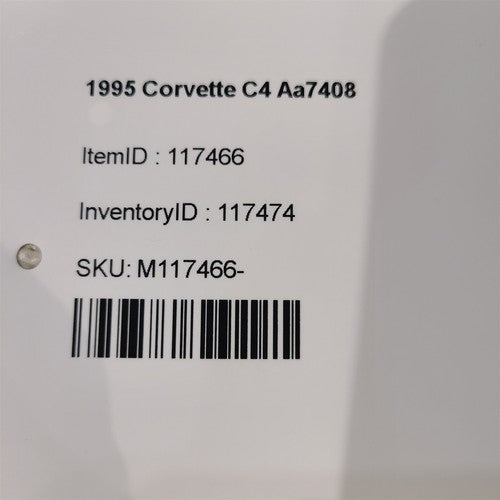 1995 Corvette C4 Aa7408
ItemID : 117466
InventoryID : 117474
SKU: M117466-